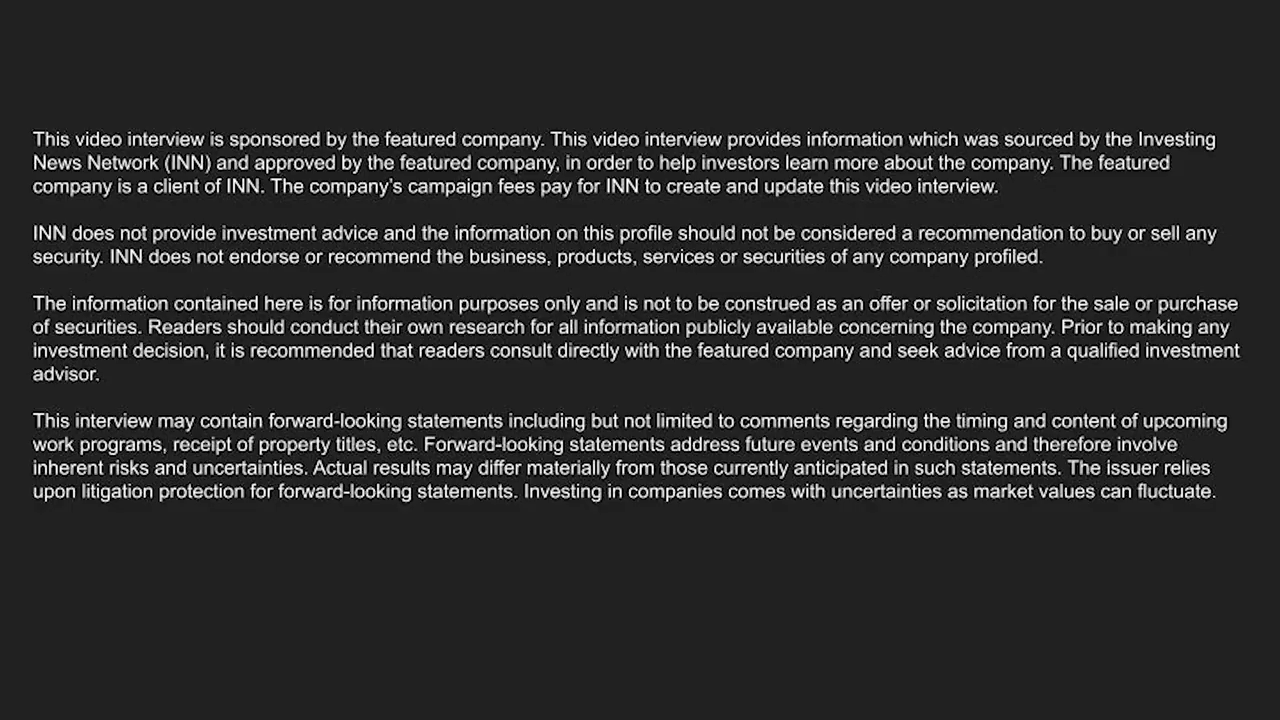 This video interview is sponsored by the featured company. This video interview provides information which was sourced by the Investing
News Network (INN) and approved by the featured company, in order to help investors learn more about the company. The featured
company is a client of INN. The company's campaign fees pay for INN to create and update this video interview.
INN does not provide investment advice and the information on this profile should not be considered a recommendation to buy or sell any
security. INN does not endorse or recommend the business, products, services or securities of any company profiled.
The information contained here is for information purposes only and is not to be construed as an offer or solicitation for the sale or purchase
of securities. Readers should conduct their own research for all information publicly available concerning the company. Prior to making any
investment decision, it is recommended that readers consult directly with the featured company and seek advice from a qualified investment
advisor.
This interview may contain forward-looking statements including but not limited to comments regarding the timing and content of upcoming
work programs, receipt of property titles, etc. Forward-looking statements address future events and conditions and therefore involve
inherent risks and uncertainties. Actual results may differ materially from those currently anticipated in such statements. The issuer relies
upon litigation protection for forward-looking statements. Investing in companies comes with uncertainties as market values can fluctuate.